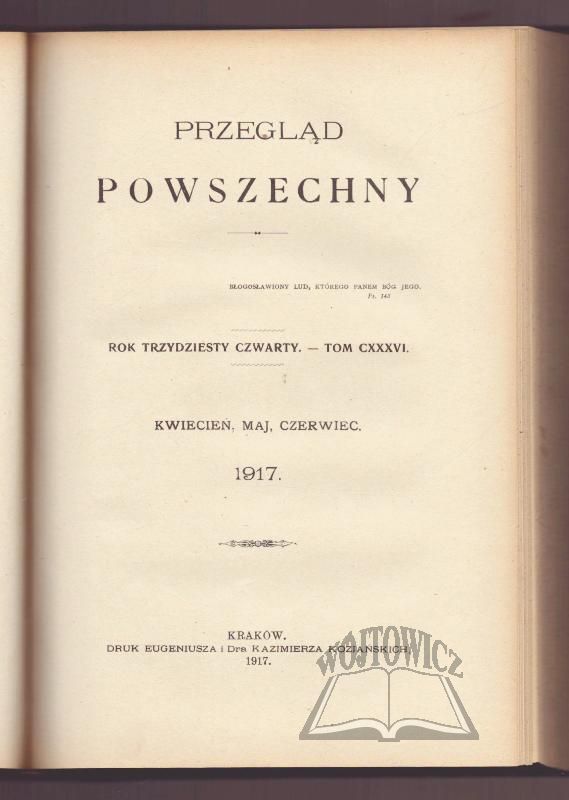 PRZEGLĄD
POWSZECHNY
BŁOGOSŁAWIONY LUD, KTÓREGO PANEM BÓG JEGO.
Ps. 143
ROK TRZYDZIESTY CZWARTY. — TOM CXXXVI.
KWIECIEŃ, MAJ, CZERWIEC.
1917.
KRAKÓW.
DRUK EUGENIUSZA i Dra KAZIMIERZA KOZIAŃSKICH,
1917.
WÓJTOWICZ